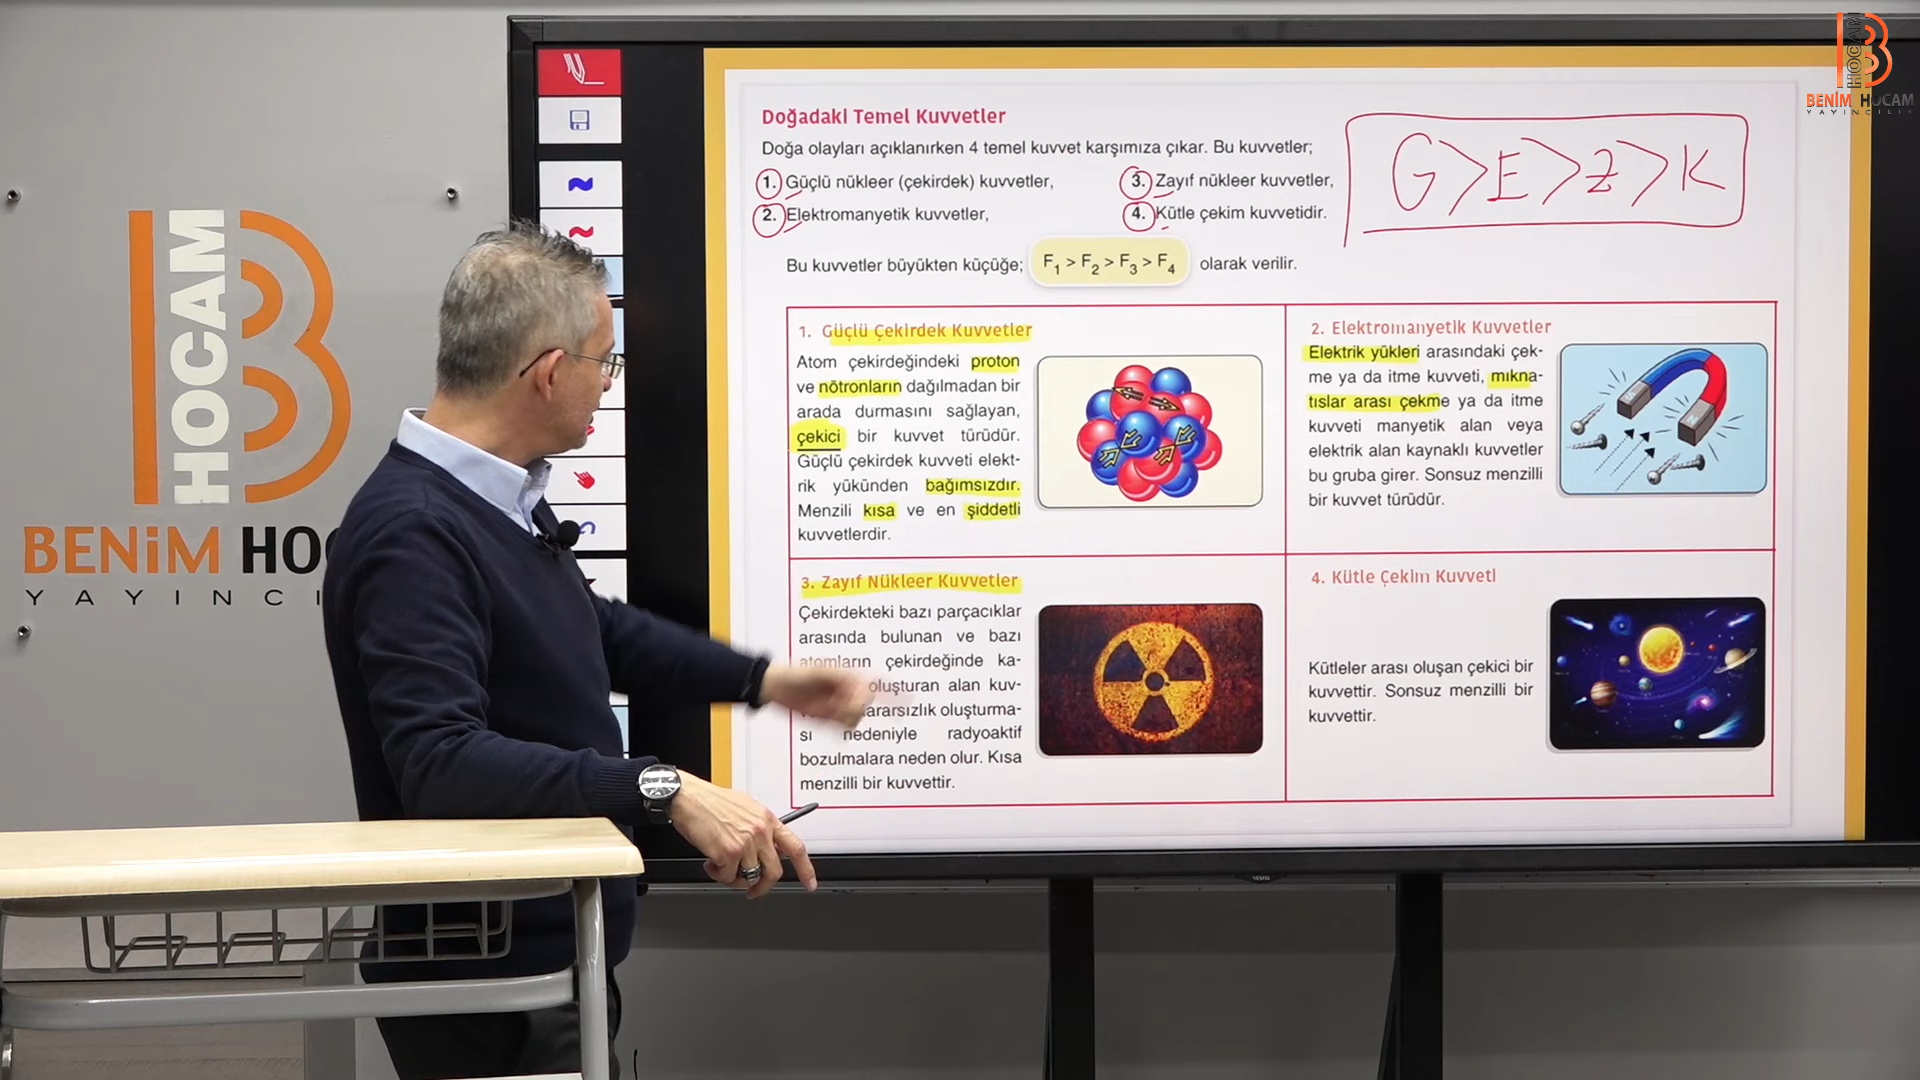 B
HOCAM
BENİM HOCAM
YAYINCILIK
HOCAM
BENİM HOC
YAYINCI
Doğadaki Temel Kuvvetler
Doğa olayları açıklanırken 4 temel kuvvet karşımıza çıkar. Bu kuvvetler;
1. Güçlü nükleer (çekirdek) kuvvetler,
2. Elektromanyetik kuvvetler,
3. Zayıf nükleer kuvvetler,
4. Kütle çekim kuvvetidir.
G>E>Z>K
Bu kuvvetler büyükten küçüğe; F1 > F2 > F3 > F4 olarak verilir.
1. Güçlü Çekirdek Kuvvetler
Atom çekirdeğindeki proton
ve nötronların dağılmadan bir
arada durmasını sağlayan,
çekici bir kuvvet türüdür.
Güçlü çekirdek kuvveti elekt-
rik yükünden bağımsızdır.
Menzili kısa ve en şiddetli
kuvvetlerdir.
2. Elektromanyetik Kuvvetler
Elektrik yükleri arasındaki çek-
me ya da itme kuvveti, mıkna-
tıslar arası çekme ya da itme
kuvveti manyetik alan veya
elektrik alan kaynaklı kuvvetler
bu gruba girer. Sonsuz menzilli
bir kuvvet türüdür.
3. Zayıf Nükleer Kuvvetler
Çekirdekteki bazı parçacıklar
arasında bulunan ve bazı
atomların çekirdeğinde ka-
oluşturan alan kuv-
kararsızlık oluşturma-
sı nedeniyle radyoaktif
bozulmalara neden olur. Kısa
menzilli bir kuvvettir.
4. Kütle Çekim Kuvveti
Kütleler arası oluşan çekici bir
kuvvettir. Sonsuz menzilli bir
kuvvettir.